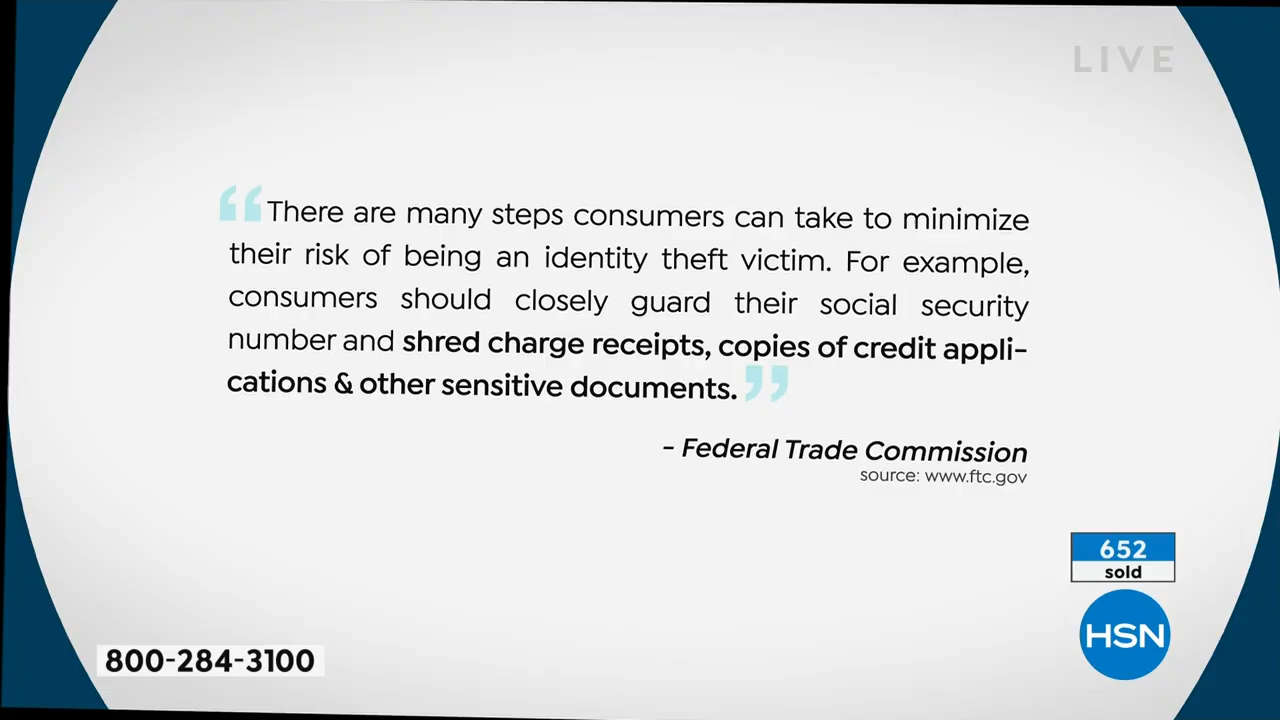 LIVE
“There are many steps consumers can take to minimize
their risk of being an identity theft victim. For example,
consumers should closely guard their social security
number and shred charge receipts, copies of credit appli-
cations & other sensitive documents.”
- Federal Trade Commission
source: www.ftc.gov
652
sold
HSN
800-284-3100